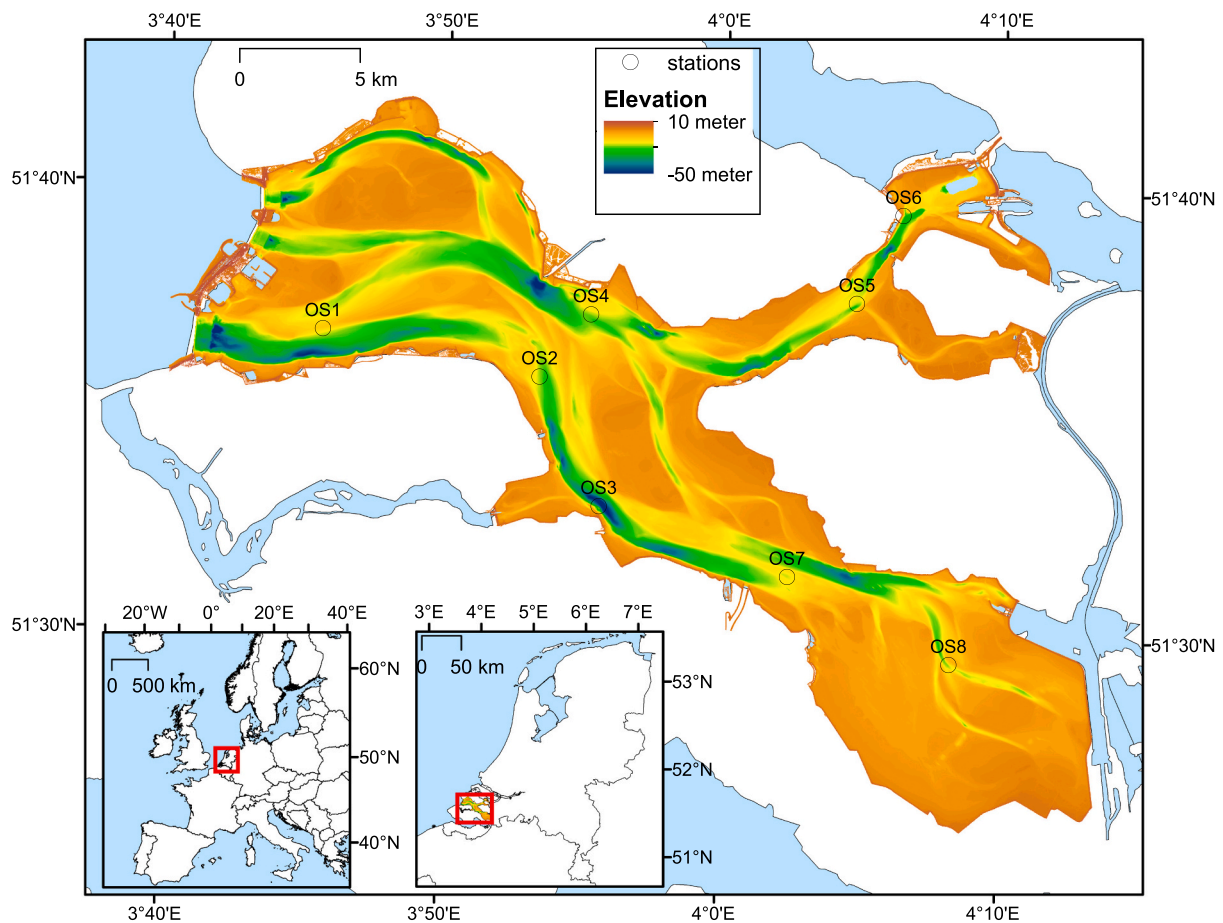 3°40'E 3°50'E 4°0'E 4°10'E
0 5 km
stations
Elevation
10 meter
-50 meter
51°40'N
51°40'N
OS6
OS5
OS4
OS1
OS2
OS3
OS7
OS8
51°30'N
51°30'N
20°W 0° 20°E 40°E
0 500 km
60°N
50°N
40°N
3°E 4°E 5°E 6°E 7°E
0 50 km
53°N
52°N
51°N
3°40'E 3°50'E 4°0'E 4°10'E